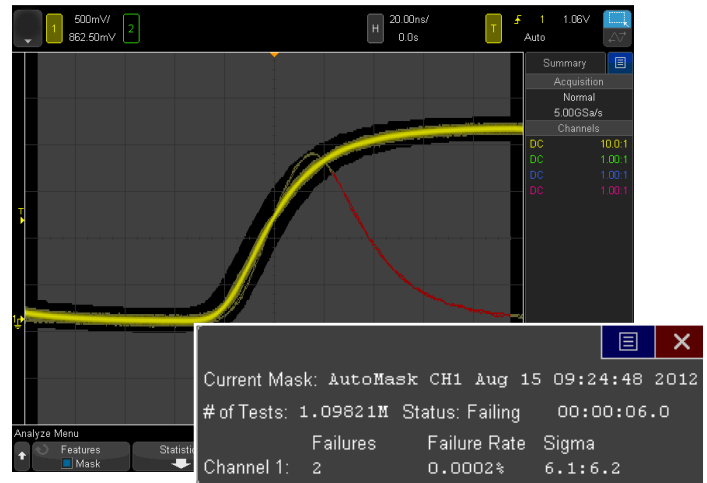 1 500mV/ 2 H 20.00ns/ T 1 1.06V
862.50mV/ 0.0s Auto
Summary
Acquisition
Normal
5.00GSa/s
Channels
DC 10.0:1
DC 1.00:1
DC 1.00:1
DC 1.00:1
T
1
Current Mask: AutoMask CH1 Aug 15 09:24:48 2012
# of Tests: 1.09821M Status: Failing 00:00:06.0
Failures Failure Rate Sigma
Channel 1: 2 0.0002% 6.1:6.2
Analyze Menu
Features
Mask